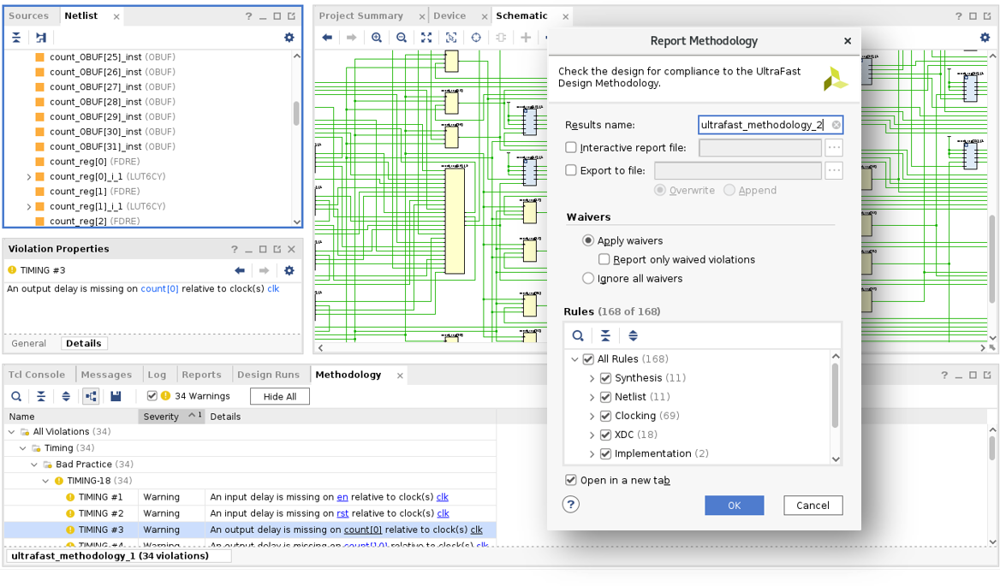 Sources Netlist
count_OBUF[25]_inst (OBUF)
count_OBUF[26]_inst (OBUF)
count_OBUF[27]_inst (OBUF)
count_OBUF[28]_inst (OBUF)
count_OBUF[29]_inst (OBUF)
count_OBUF[30]_inst (OBUF)
count_OBUF[31]_inst (OBUF)
count_reg[0] (FDRE)
count_reg[0]_i_1 (LUT6CY)
count_reg[1] (FDRE)
count_reg[1]_i_1 (LUT6CY)
count_reg[2] (FDRE)
Violation Properties
TIMING #3
An output delay is missing on count[0] relative to clock(s) clk
General Details
Project Summary Device Schematic
Report Methodology
Check the design for compliance to the UltraFast
Design Methodology.
Results name: ultrafast_methodology_2
Interactive report file:
Export to file:
Overwrite Append
Waivers
Apply waivers
Report only waived violations
Ignore all waivers
Rules (168 of 168)
All Rules (168)
Synthesis (11)
Netlist (11)
Clocking (69)
XDC (18)
Implementation (2)
Open in a new tab
OK Cancel
Tcl Console Messages Log Reports Design Runs Methodology
34 Warnings Hide All
Name Severity 1 Details
All Violations (34)
Timing (34)
Bad Practice (34)
TIMING-18 (34)
TIMING #1 Warning An input delay is missing on en relative to clock(s) clk
TIMING #2 Warning An input delay is missing on rst relative to clock(s) clk
TIMING #3 Warning An output delay is missing on count[0] relative to clock(s) clk
TIMING #4 Warning An output delay is missing on count[10] relative to clock(s) clk
ultrafast_methodology_1 (34 violations)